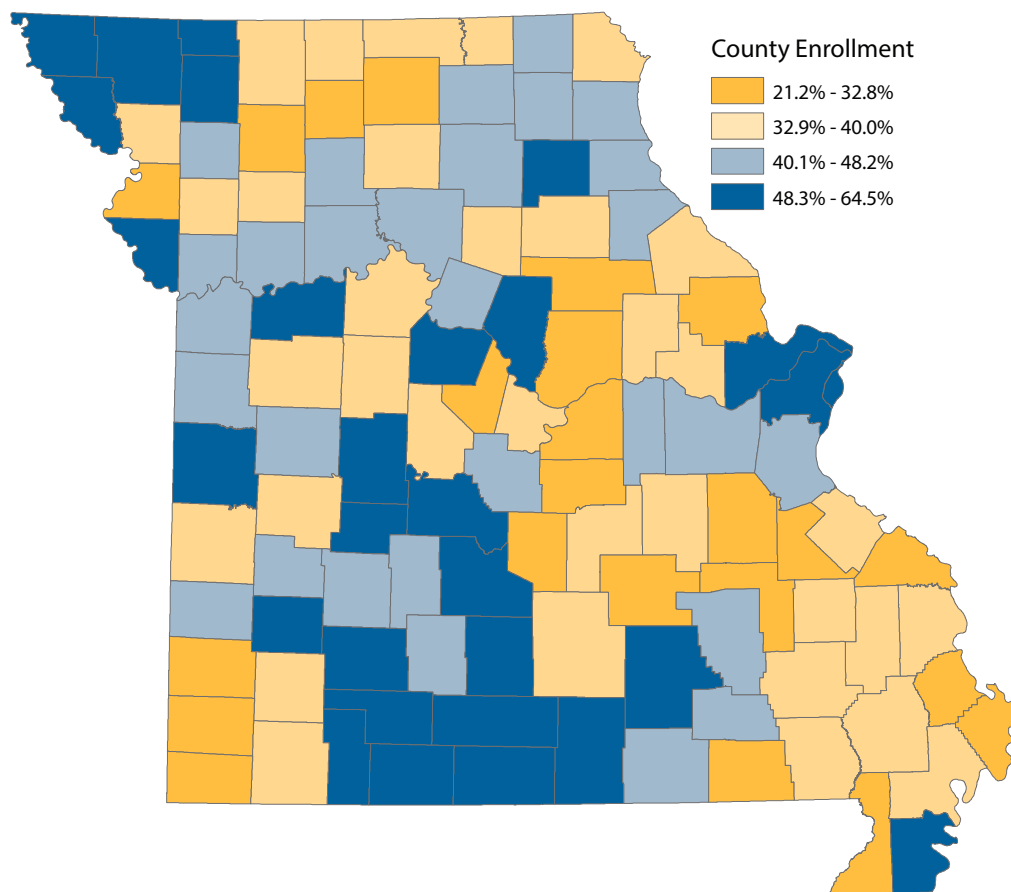 County Enrollment
21.2% - 32.8%
32.9% - 40.0%
40.1% - 48.2%
48.3% - 64.5%